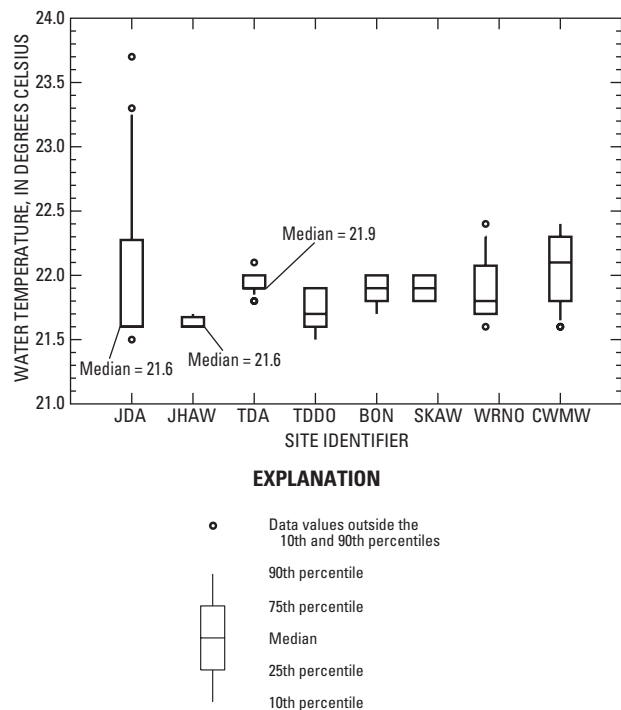 24.0
23.5
23.0
22.5
22.0
21.5
21.0
WATER TEMPERATURE, IN DEGREES CELSIUS
Median = 21.9
Median = 21.6
Median = 21.6
JDA JHAW TDA TDDO BON SKAW WRNO CWMW
SITE IDENTIFIER
EXPLANATION
Data values outside the
10th and 90th percentiles
90th percentile
75th percentile
Median
25th percentile
10th percentile